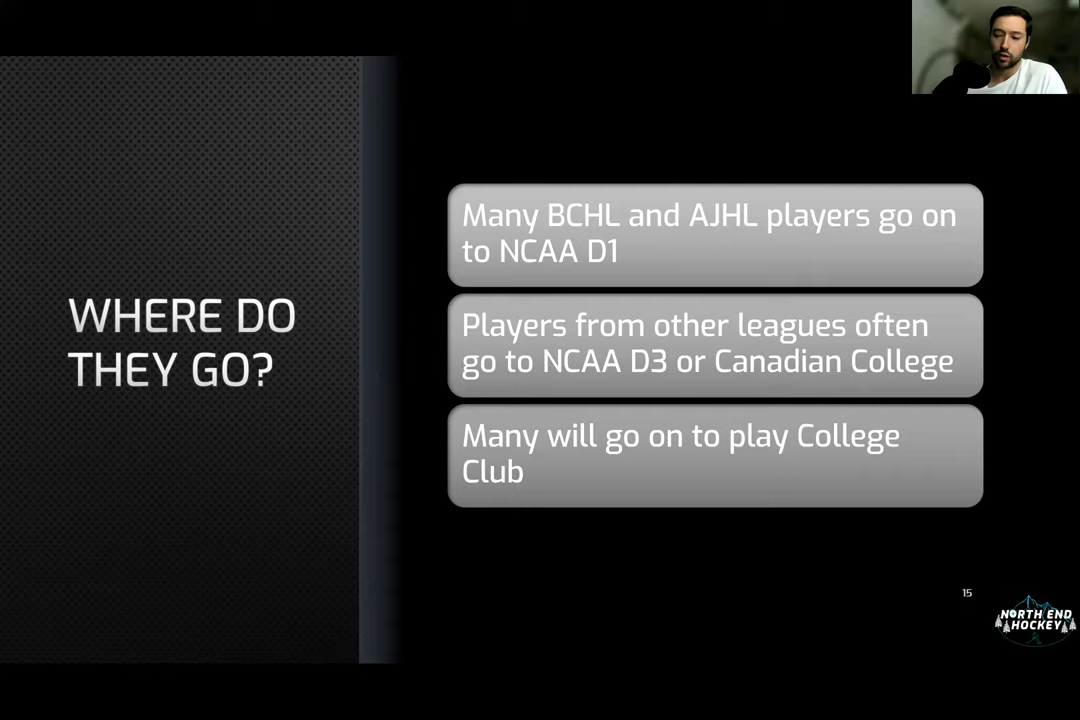 WHERE DO
THEY GO?
Many BCHL and AJHL players go on
to NCAA D1
Players from other leagues often
go to NCAA D3 or Canadian College
Many will go on to play College
Club
15
NORTH END
HOCKEY